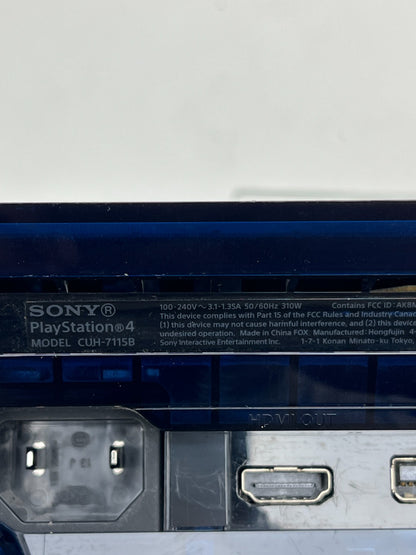 SONY®
PlayStation®4
MODEL CUH-7115B
100-240V ~ 3.1-1.35A 50/60Hz 310W Contains FCC ID: AK8M
This device complies with Part 15 of the FCC Rules and Industry Canad
(1) this device may not cause harmful interference, and (2) this device
undesired operation. Made in China FOX. Manufactured: Hongfujin 4-
Sony Interactive Entertainment Inc. 1-7-1 Konan Minato-ku Tokyo,
HDMI OUT